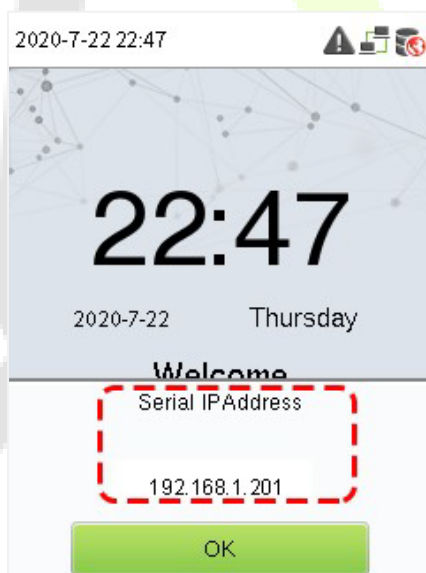 2020-7-22 22:47
22:47
2020-7-22 Thursday
Welcome
Serial IPAddress
192.168.1.201
OK